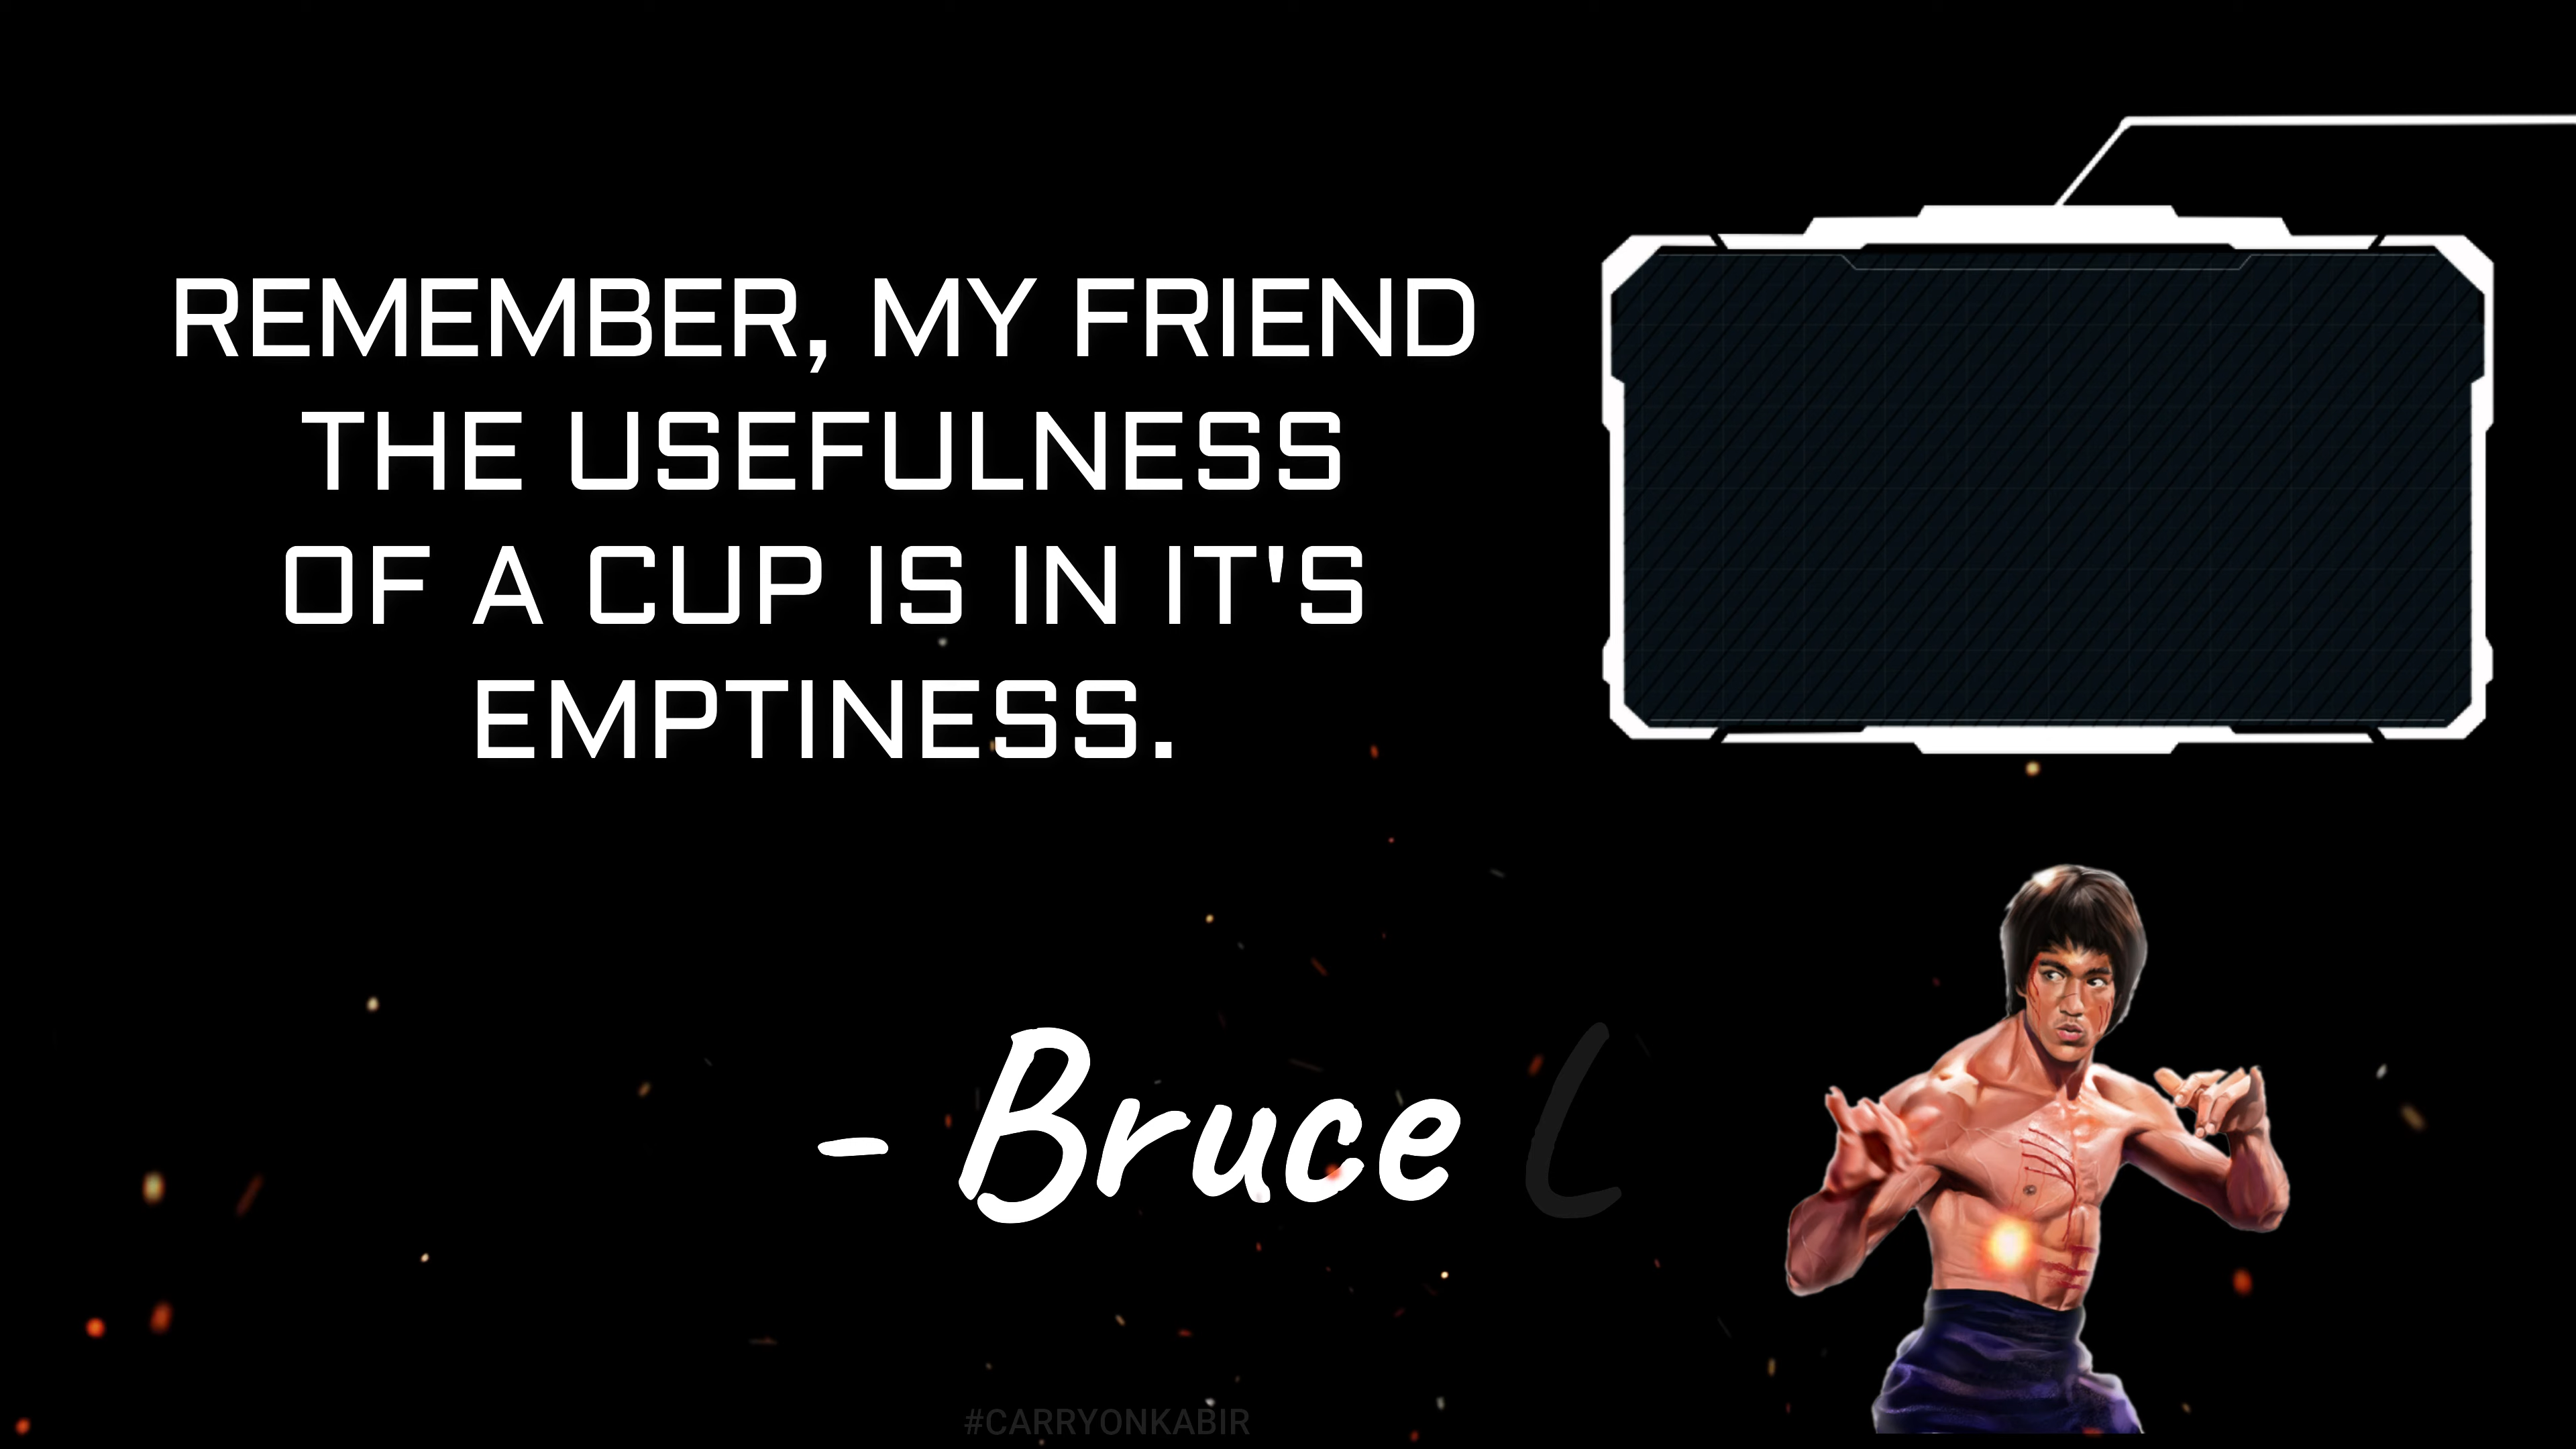 REMEMBER, MY FRIEND
THE USEFULNESS
OF A CUP IS IN IT'S
EMPTINESS.
- Bruce L
#CARRYONKABIR